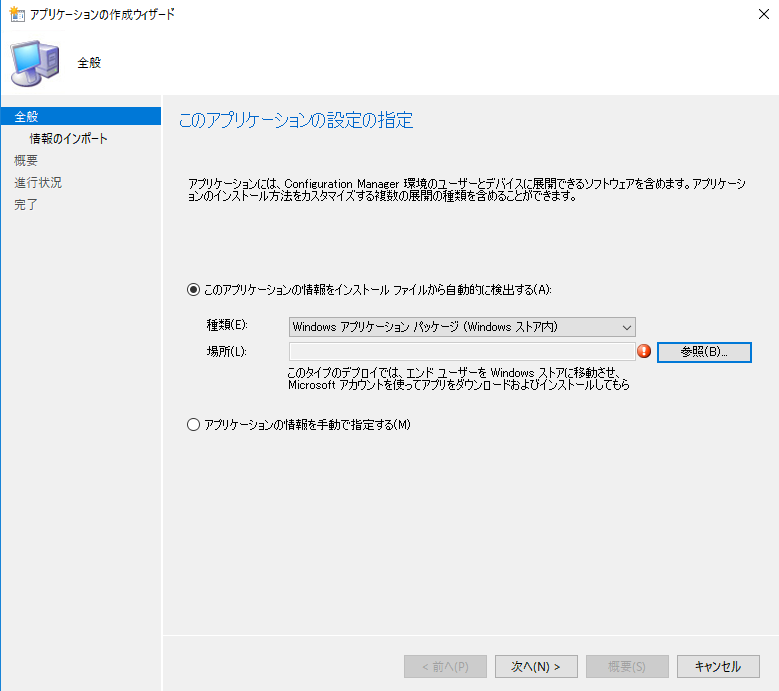 アプリケーションの作成ウィザード
全般
全般
情報のインポート
概要
進行状況
完了
このアプリケーションの設定の指定
アプリケーションには、Configuration Manager 環境のユーザーとデバイスに展開できるソフトウェアを含めます。アプリケーシ
ョンのインストール方法をカスタマイズする複数の展開の種類を含めることができます。
このアプリケーションの情報をインストール ファイルから自動的に検出する(A):
種類(E):
Windows アプリケーション パッケージ (Windows ストア内)
場所(L):
参照(B)...
このタイプのデプロイでは、エンド ユーザーを Windows ストアに移動させ、
Microsoft アカウントを使ってアプリをダウンロードおよびインストールしてもら
アプリケーションの情報を手動で指定する(M)
< 前へ(P)
次へ(N) >
概要(S)
キャンセル